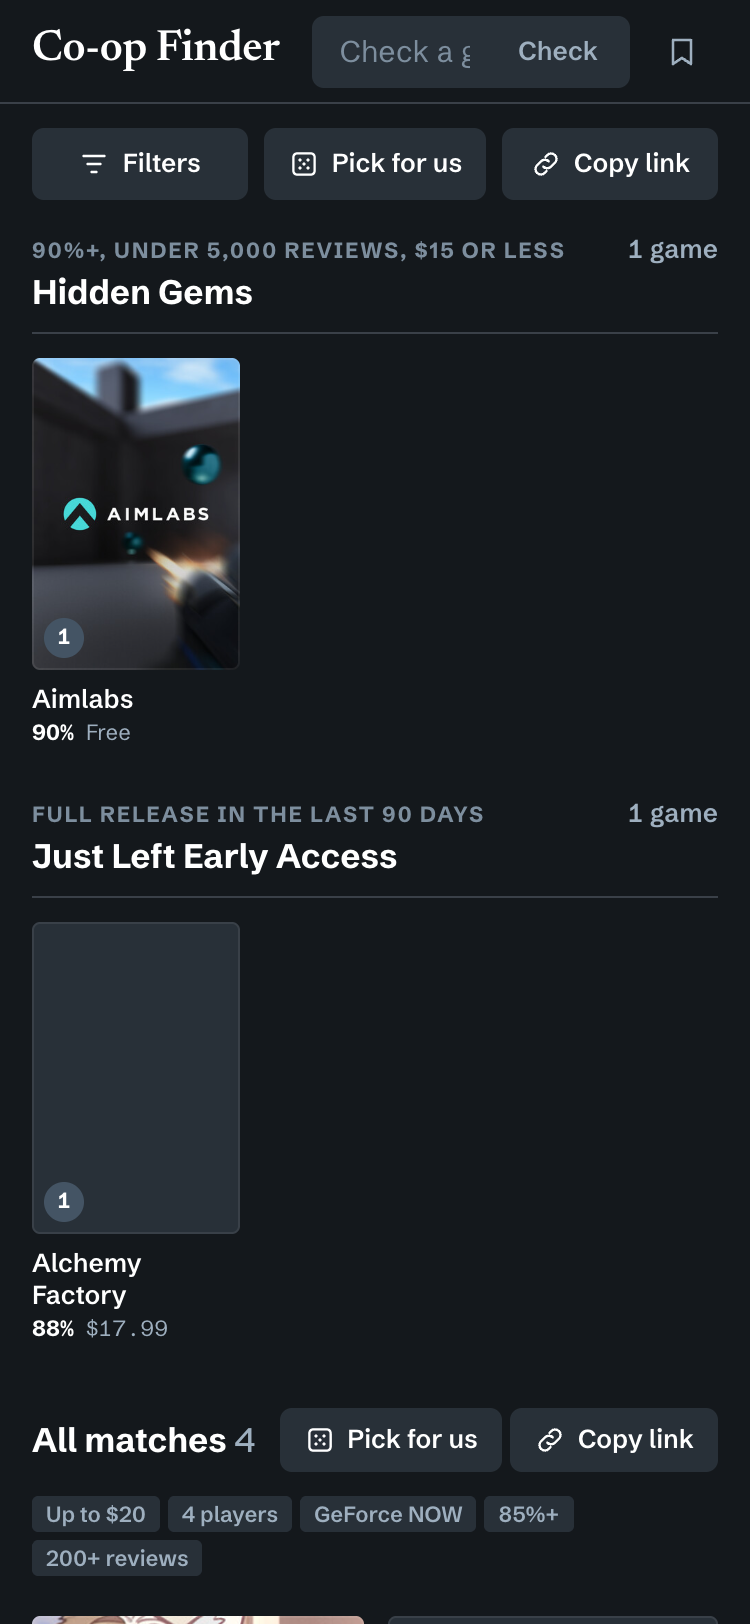 Co-op Finder
Check a g
Check
Filters
Pick for us
Copy link
90%+, UNDER 5,000 REVIEWS, $15 OR LESS
1 game
Hidden Gems
AIMLABS
1
Aimlabs
90% Free
FULL RELEASE IN THE LAST 90 DAYS
1 game
Just Left Early Access
1
Alchemy
Factory
88% $17.99
All matches 4
Pick for us
Copy link
Up to $20
4 players
GeForce NOW
85%+
200+ reviews